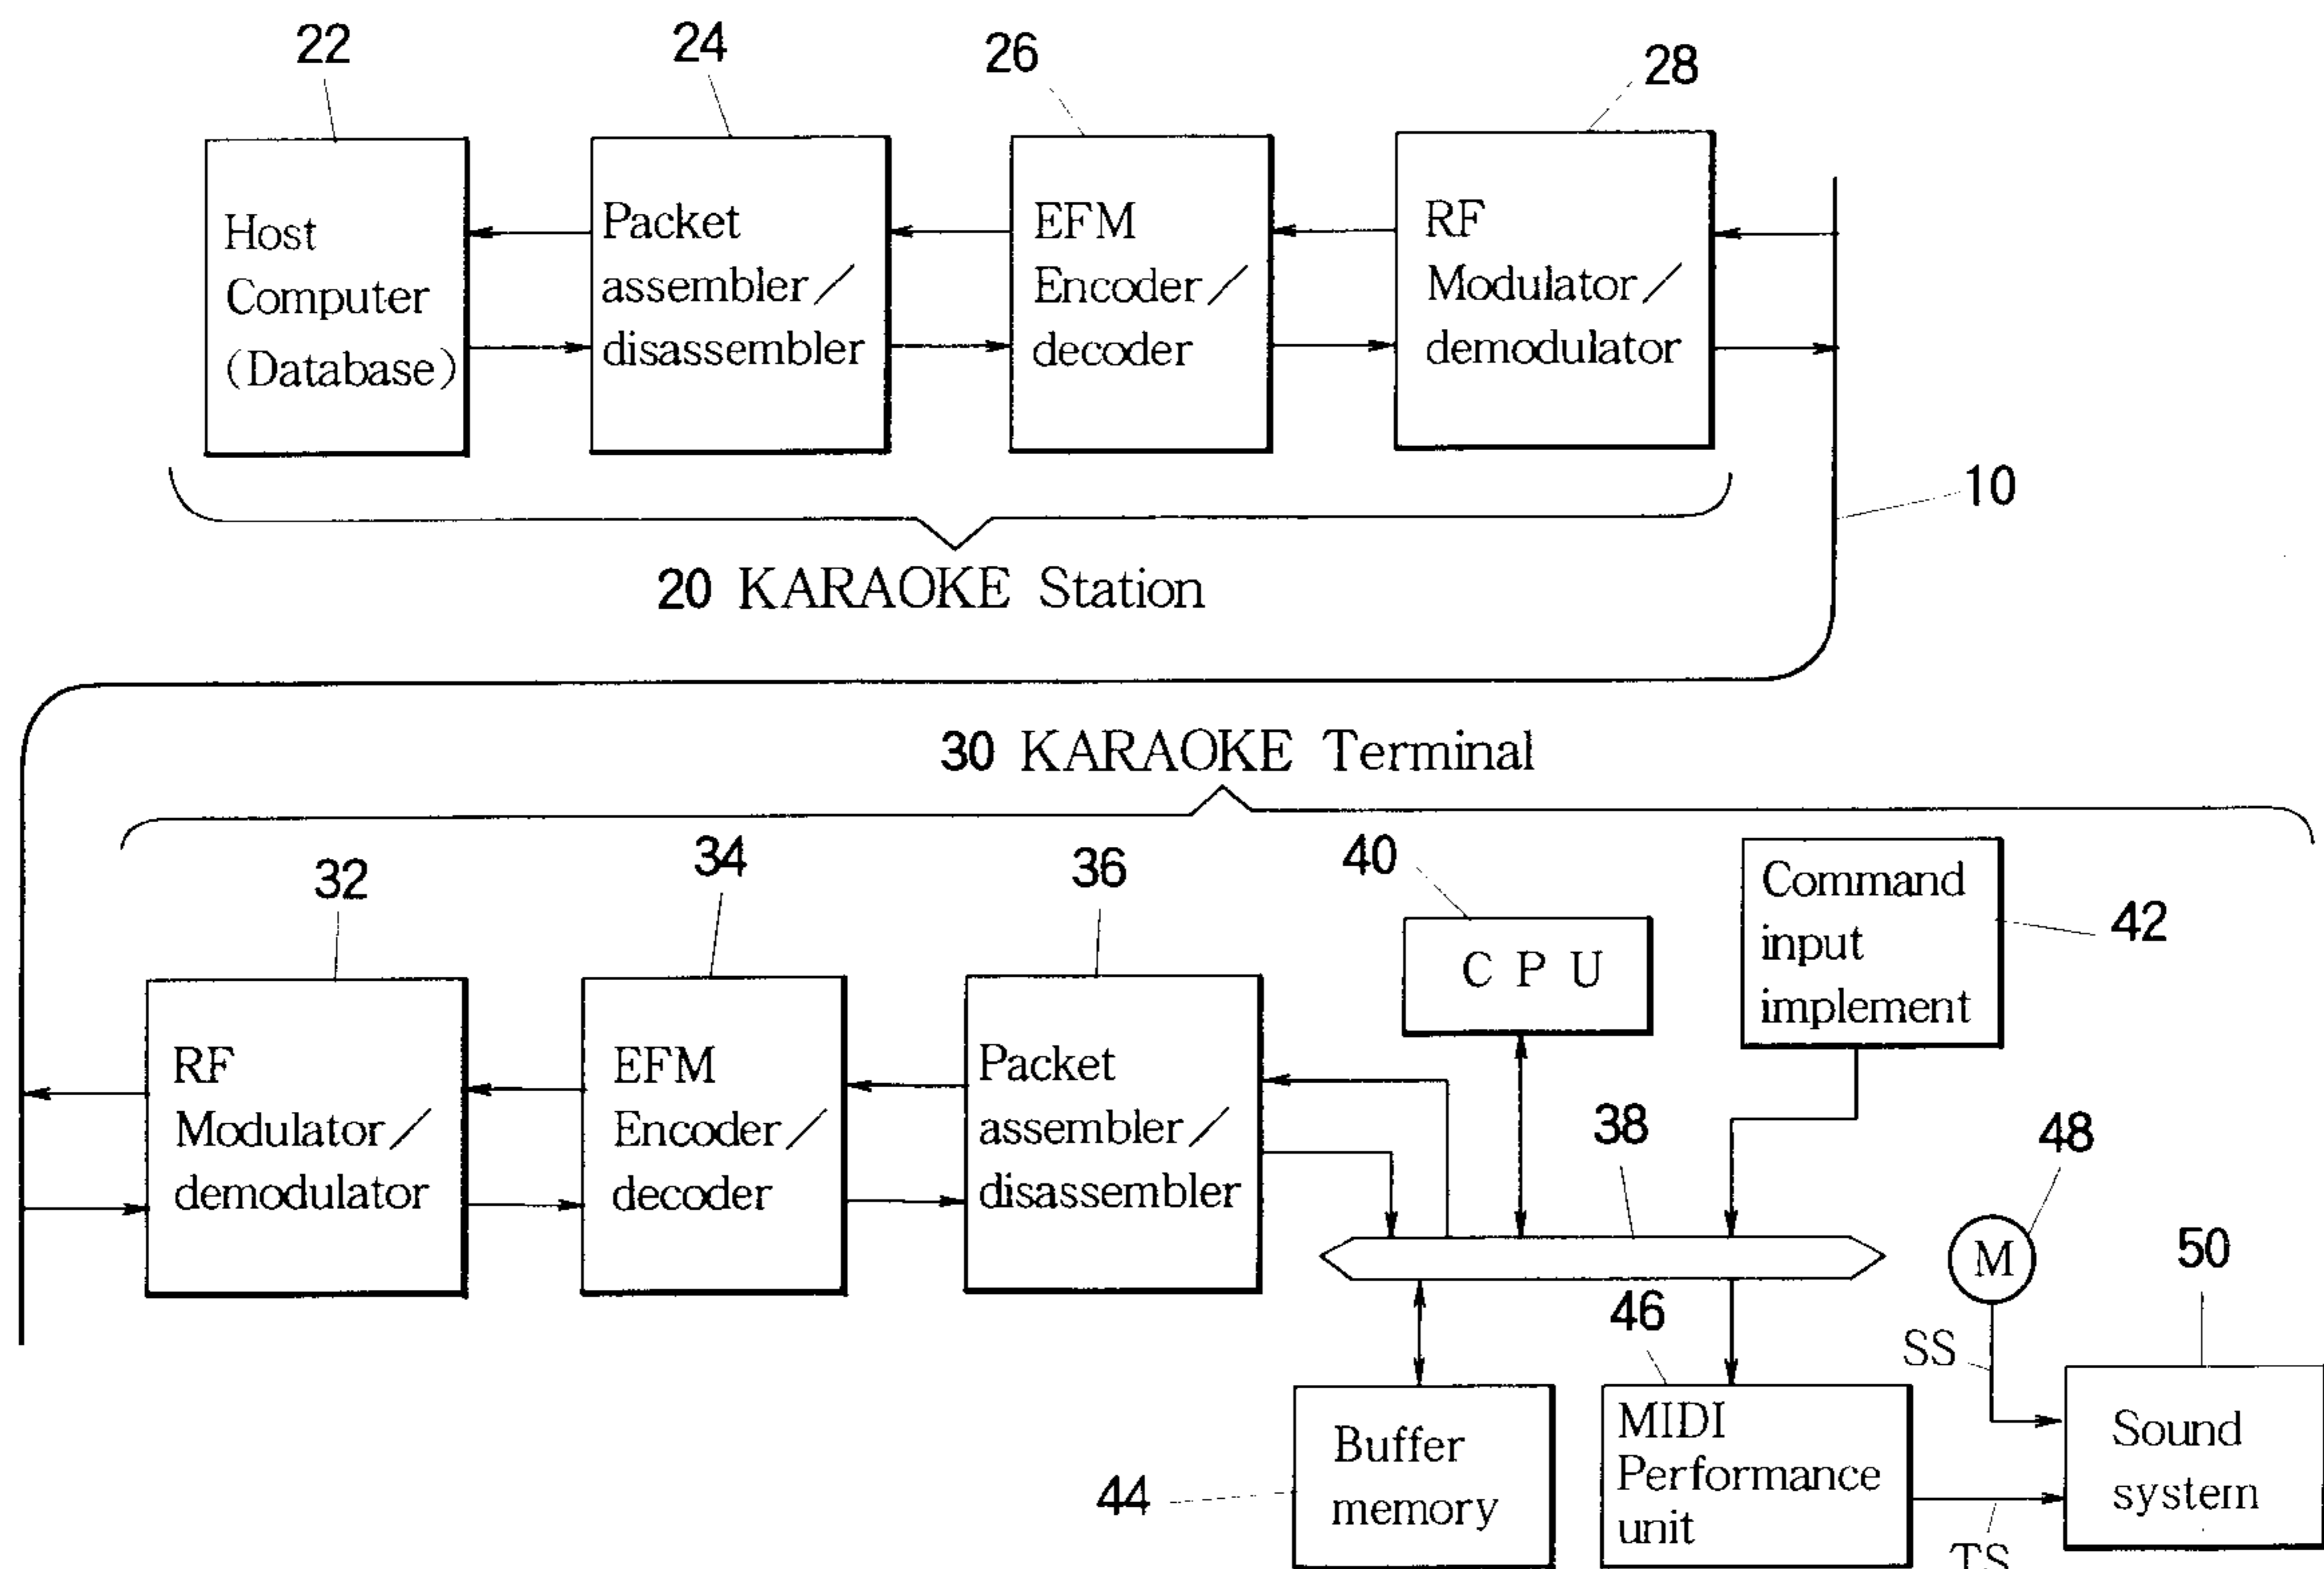 22
24
26
28
Host
Computer
(Database)
Packet
assembler/
disassembler
EFM
Encoder/
decoder
RF
Modulator/
demodulator
10
20 KARAOKE Station
30 KARAOKE Terminal
32
34
36
40
42
RF
Modulator/
demodulator
EFM
Encoder/
decoder
Packet
assembler/
disassembler
C P U
Command
input
implement
38
48
M
50
46
SS
44
Buffer
memory
MIDI
Performance
unit
Sound
system
TS